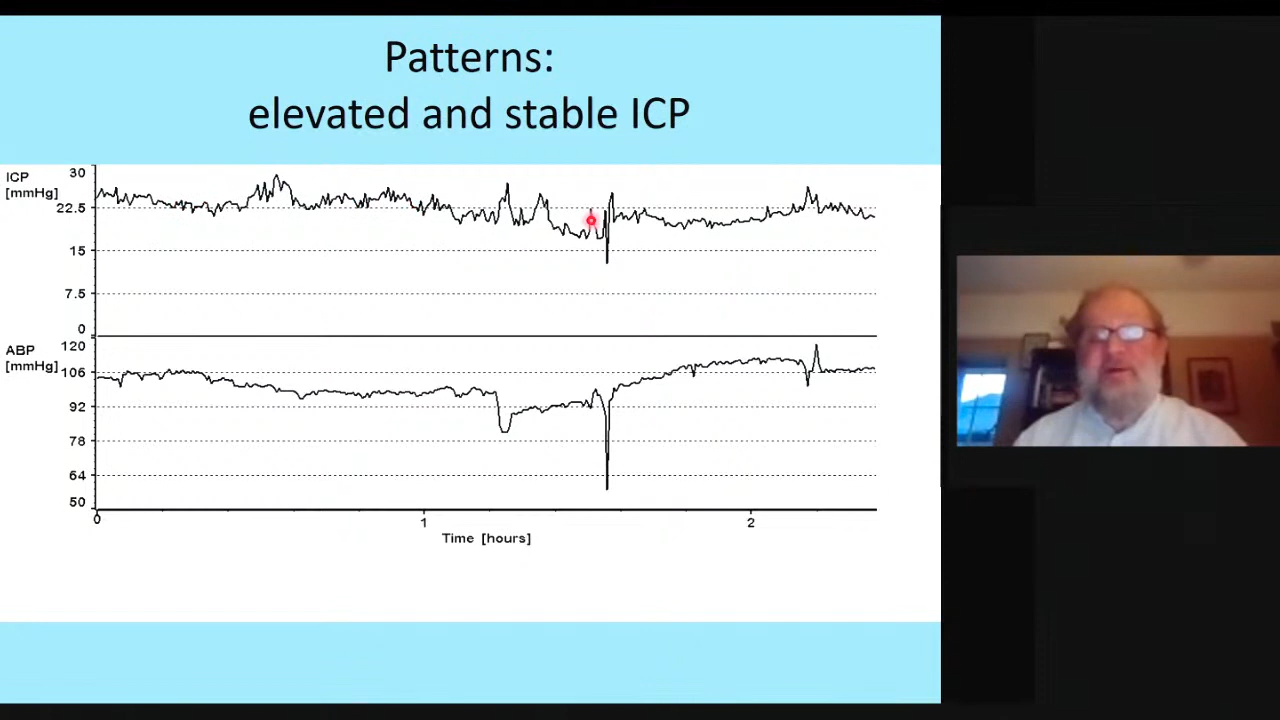 Patterns:
elevated and stable ICP
ICP
[mmHg]
30
22.5
15
7.5
0
ABP
[mmHg]
120
106
92
78
64
50
0
1
2
Time [hours]